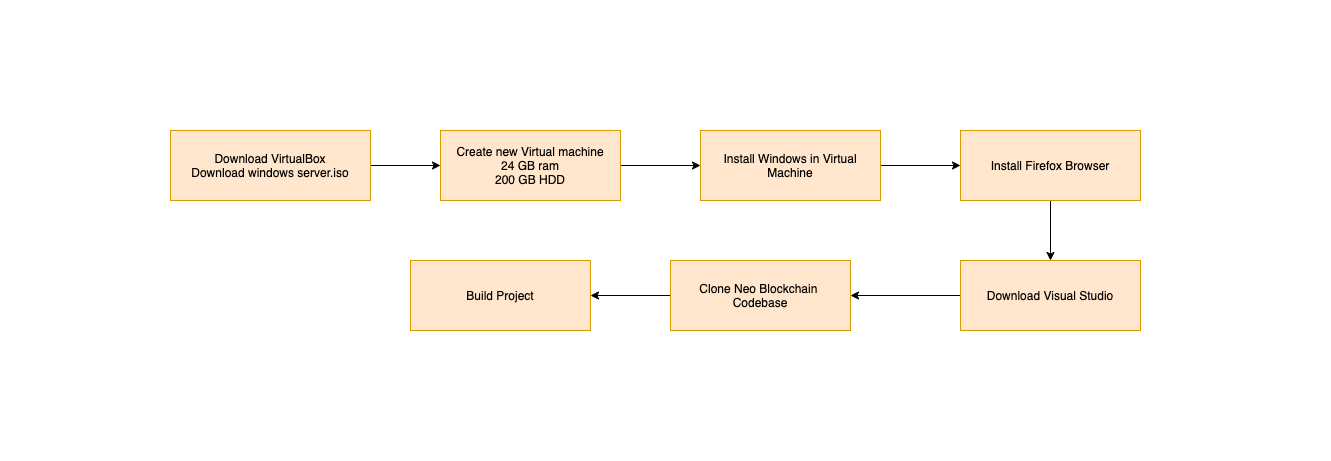 Download VirtualBox
Download windows server.iso
Create new Virtual machine
24 GB ram
200 GB HDD
Install Windows in Virtual
Machine
Install Firefox Browser
Download Visual Studio
Clone Neo Blockchain
Codebase
Build Project